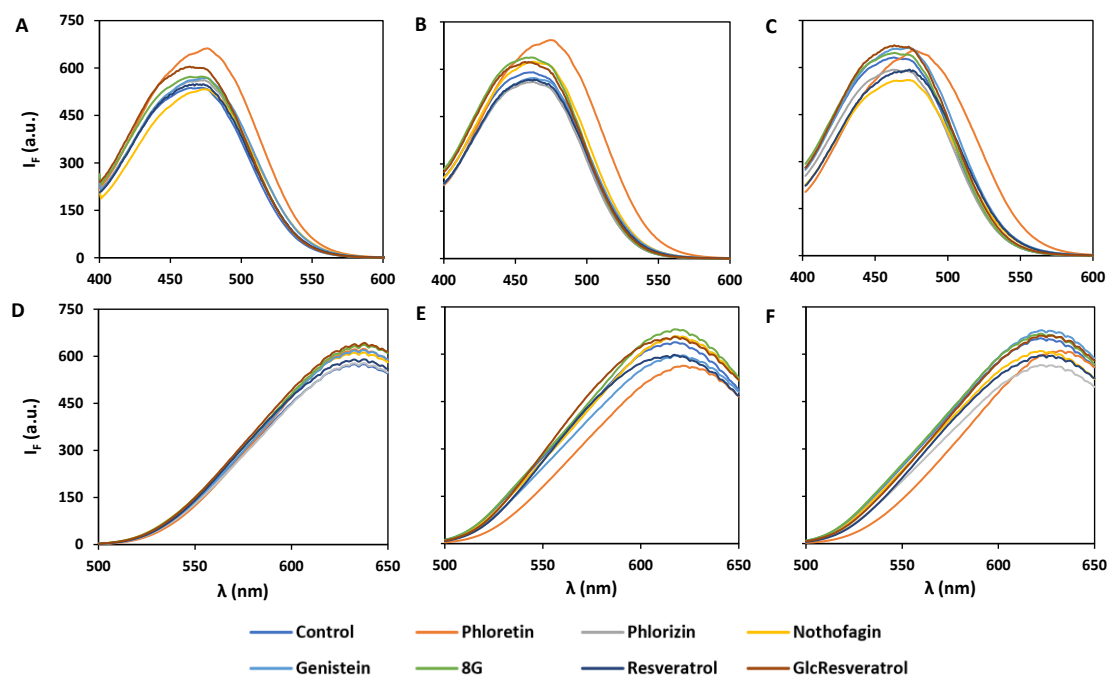 A
B
C
750
600
450
300
150
0
I_F (a.u.)
400 450 500 550 600
400 450 500 550 600
400 450 500 550 600
D
E
F
750
600
450
300
150
0
I_F (a.u.)
500 550 600 650
500 550 600 650
500 550 600 650
λ (nm)
λ (nm)
λ (nm)
Control Phloretin Phlorizin Nothofagin
Genistein 8G Resveratrol GlcResveratrol